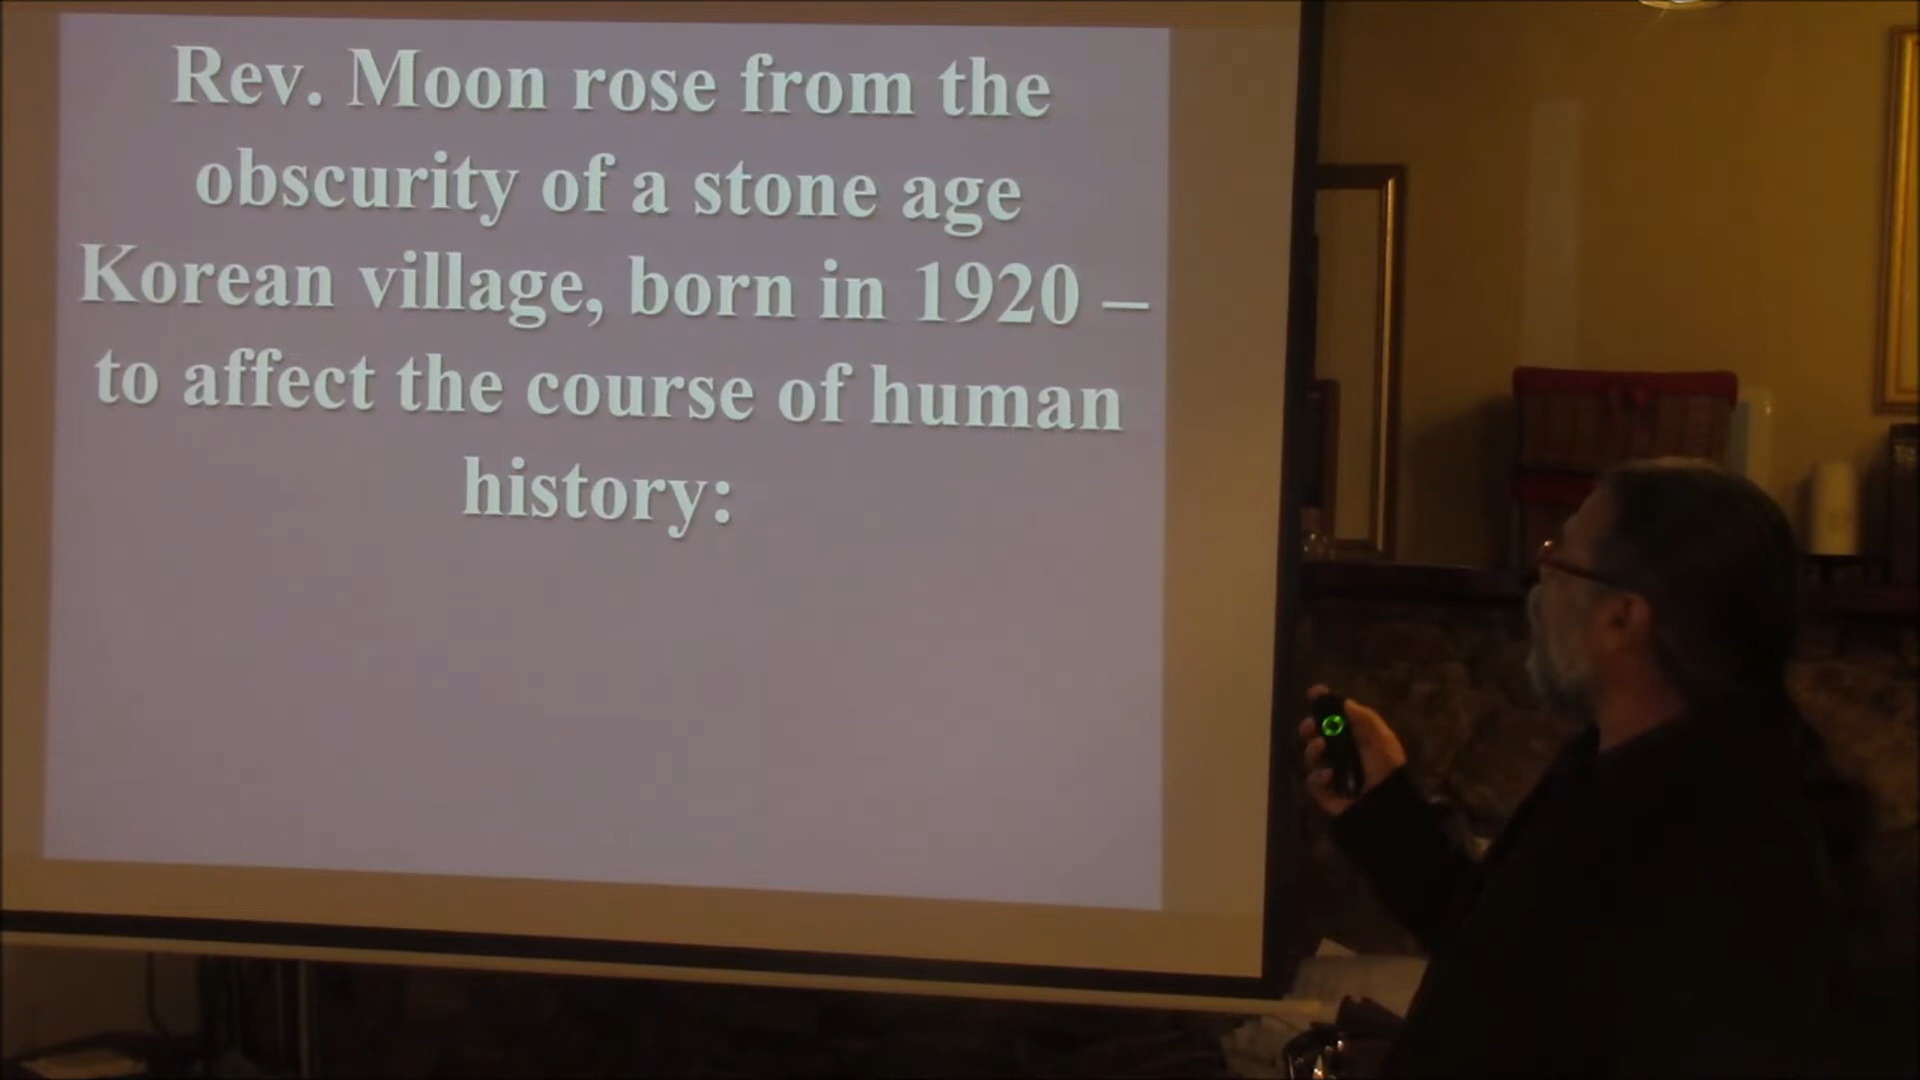 Rev. Moon rose from the
obscurity of a stone age
Korean village, born in 1920 –
to affect the course of human
history: